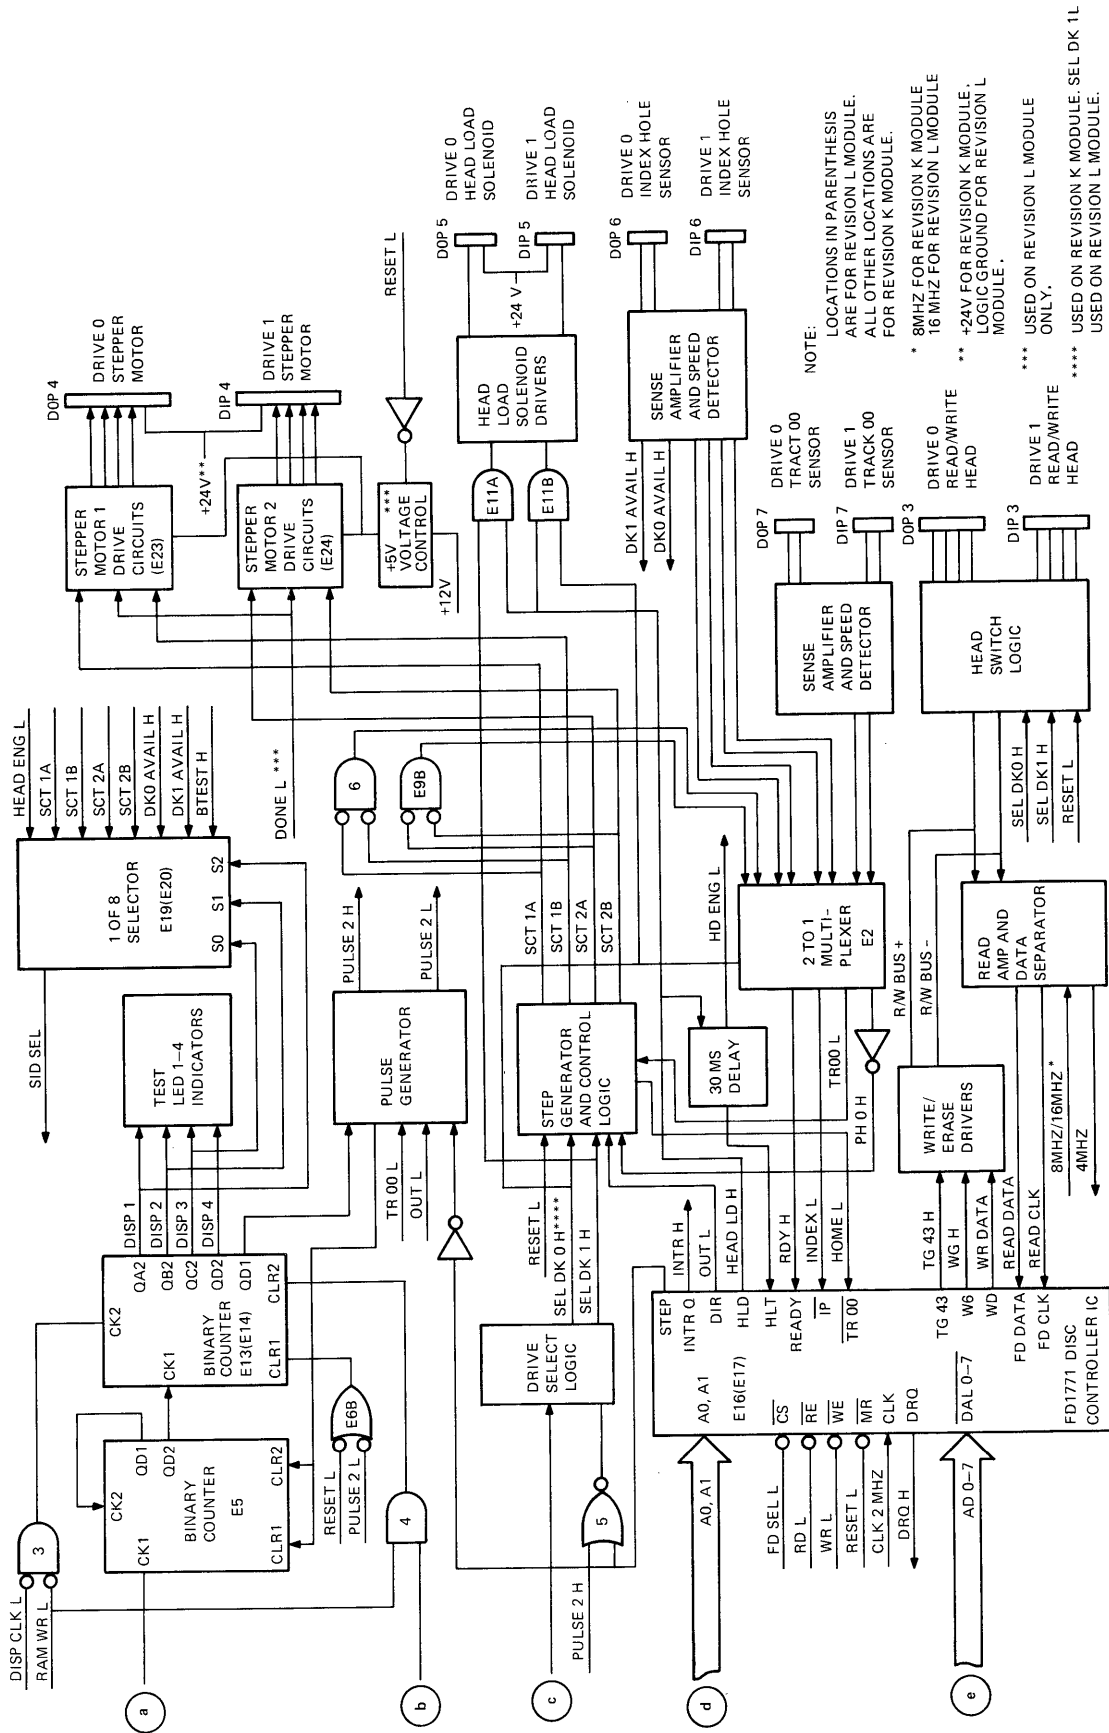 DISP CLK L
RAM WR L
3
a
CK1
CK2
BINARY
COUNTER
E5
QD1
QD2
CLR1
CLR2
CK1
CK2
BINARY
COUNTER
E13(E14)
QA2
QB2
QC2
QD2
QD1
CLR1
CLR2
DISP 1
DISP 2
DISP 3
DISP 4
E6B
RESET L
PULSE 2 L
4
b
TEST
LED 1-4
INDICATORS
SID SEL
1 OF 8
SELECTOR
E19(E20)
S0
S1
S2
HEAD ENG L
SCT 1A
SCT 1B
SCT 2A
SCT 2B
DK0 AVAIL H
DK1 AVAIL H
BTEST H
DONE L ***
PULSE
GENERATOR
PULSE 2 H
PULSE 2 L
TR 00 L
OUT L
STEPPER
MOTOR 1
DRIVE
CIRCUITS
(E23)
D0P 4
DRIVE 0
STEPPER
MOTOR
+24V**
STEPPER
MOTOR 2
DRIVE
CIRCUITS
(E24)
DIP 4
DRIVE 1
STEPPER
MOTOR
***
+5V
VOLTAGE
CONTROL
+12V
RESET L
c
DRIVE
SELECT
LOGIC
5
PULSE 2 H
RESET L
SEL DK 0 H****
SEL DK 1 H
STEP
GENERATOR
AND CONTROL
LOGIC
SCT 1A
SCT 1B
SCT 2A
SCT 2B
6
E9B
E11A
E11B
HEAD
LOAD
SOLENOID
DRIVERS
D0P 5
DRIVE 0
HEAD LOAD
SOLENOID
+24 V
DIP 5
DRIVE 1
HEAD LOAD
SOLENOID
30 MS
DELAY
HD ENG L
DK1 AVAIL H
DK0 AVAIL H
SENSE
AMPLIFIER
AND SPEED
DETECTOR
D0P 6
DRIVE 0
INDEX HOLE
SENSOR
DIP 6
DRIVE 1
INDEX HOLE
SENSOR
d
A0, A1
A0, A1
E16(E17)
STEP
INTR Q
DIR
HLD
HLT
READY
IP
TR 00
INTR H
OUT L
HEAD LD H
RDY H
INDEX L
HOME L
TR00 L
PH 0 H
2 TO 1
MULTI-
PLEXER
E2
SENSE
AMPLIFIER
AND SPEED
DETECTOR
D0P 7
DRIVE 0
TRACT 00
SENSOR
DIP 7
DRIVE 1
TRACK 00
SENSOR
FD SEL L
RD L
WR L
RESET L
CLK 2 MHZ
DRQ H
CS
RE
WE
MR
CLK
DRQ
e
AD 0-7
DAL 0-7
TG 43
W6
WD
FD DATA
FD CLK
FD1771 DISC
CONTROLLER IC
TG 43 H
WG H
WR DATA
READ DATA
READ CLK
WRITE/
ERASE
DRIVERS
R/W BUS +
R/W BUS -
8MHZ/16MHZ *
4MHZ
READ
AMP AND
DATA
SEPARATOR
SEL DK0 H
SEL DK1 H
RESET L
HEAD
SWITCH
LOGIC
D0P 3
DRIVE 0
READ/WRITE
HEAD
DIP 3
DRIVE 1
READ/WRITE
HEAD
NOTE:
LOCATIONS IN PARENTHESIS
ARE FOR REVISION L MODULE.
ALL OTHER LOCATIONS ARE
FOR REVISION K MODULE.
* 8MHZ FOR REVISION K MODULE
16 MHZ FOR REVISION L MODULE
** +24V FOR REVISION K MODULE.
LOGIC GROUND FOR REVISION L
MODULE.
*** USED ON REVISION L MODULE
ONLY.
**** USED ON REVISION K MODULE. SEL DK 1L
USED ON REVISION L MODULE.